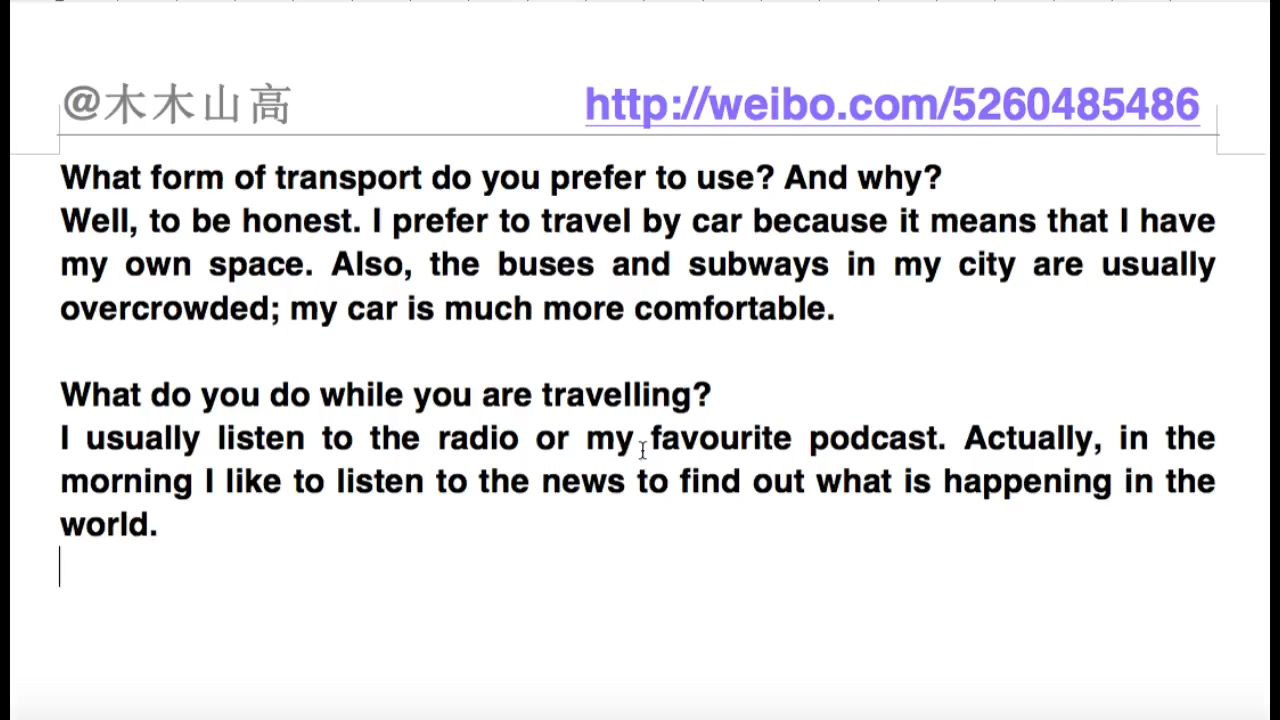 @木木山高 http://weibo.com/5260485486
What form of transport do you prefer to use? And why?
Well, to be honest. I prefer to travel by car because it means that I have
my own space. Also, the buses and subways in my city are usually
overcrowded; my car is much more comfortable.
What do you do while you are travelling?
I usually listen to the radio or my favourite podcast. Actually, in the
morning I like to listen to the news to find out what is happening in the
world.